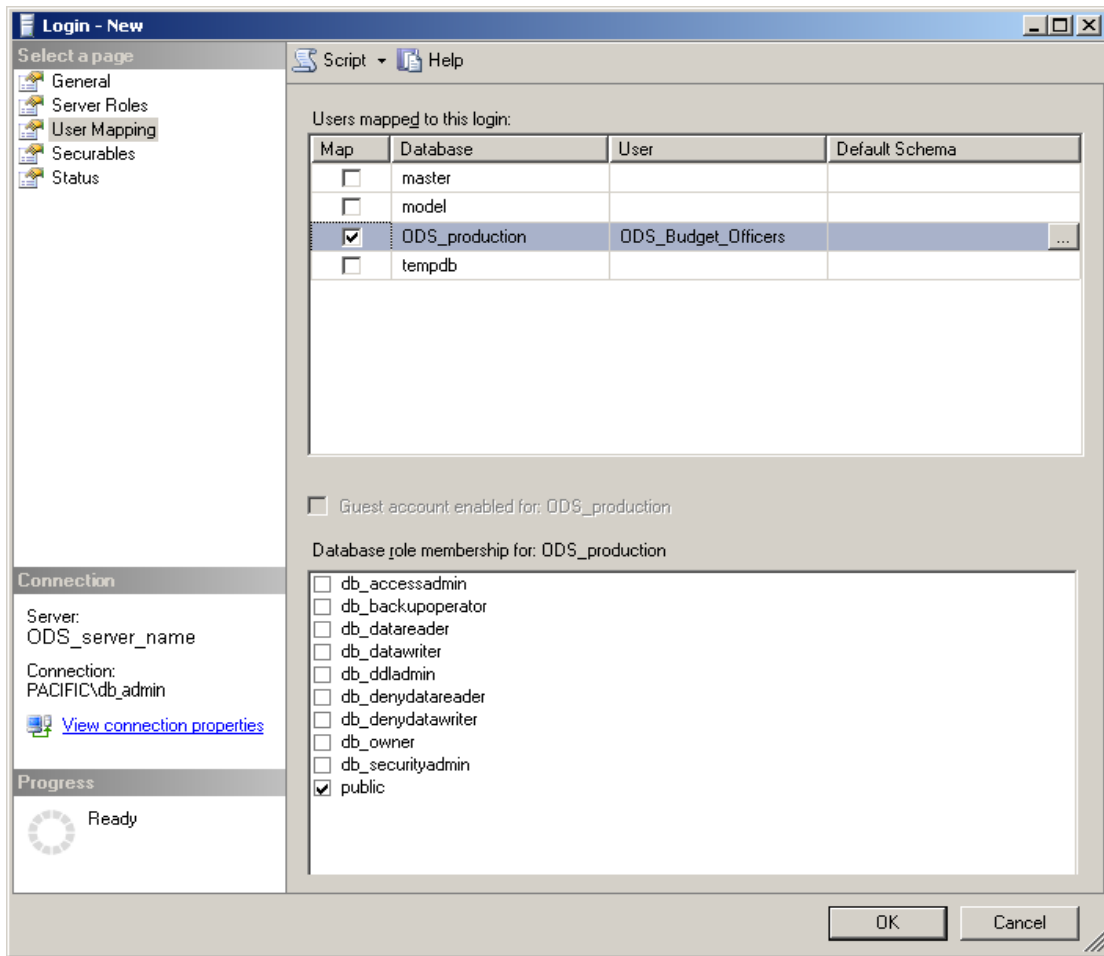 Login - New
Select a page
General
Server Roles
User Mapping
Securables
Status
Script Help
Users mapped to this login:
Map Database User Default Schema
master
model
ODS_production ODS_Budget_Officers ...
tempdb
Guest account enabled for: ODS_production
Database role membership for: ODS_production
db_accessadmin
db_backupoperator
db_datareader
db_datawriter
db_ddladmin
db_denydatareader
db_denydatawriter
db_owner
db_securityadmin
public
Connection
Server:
ODS_server_name
Connection:
PACIFIC\db_admin
View connection properties
Progress
Ready
OK Cancel